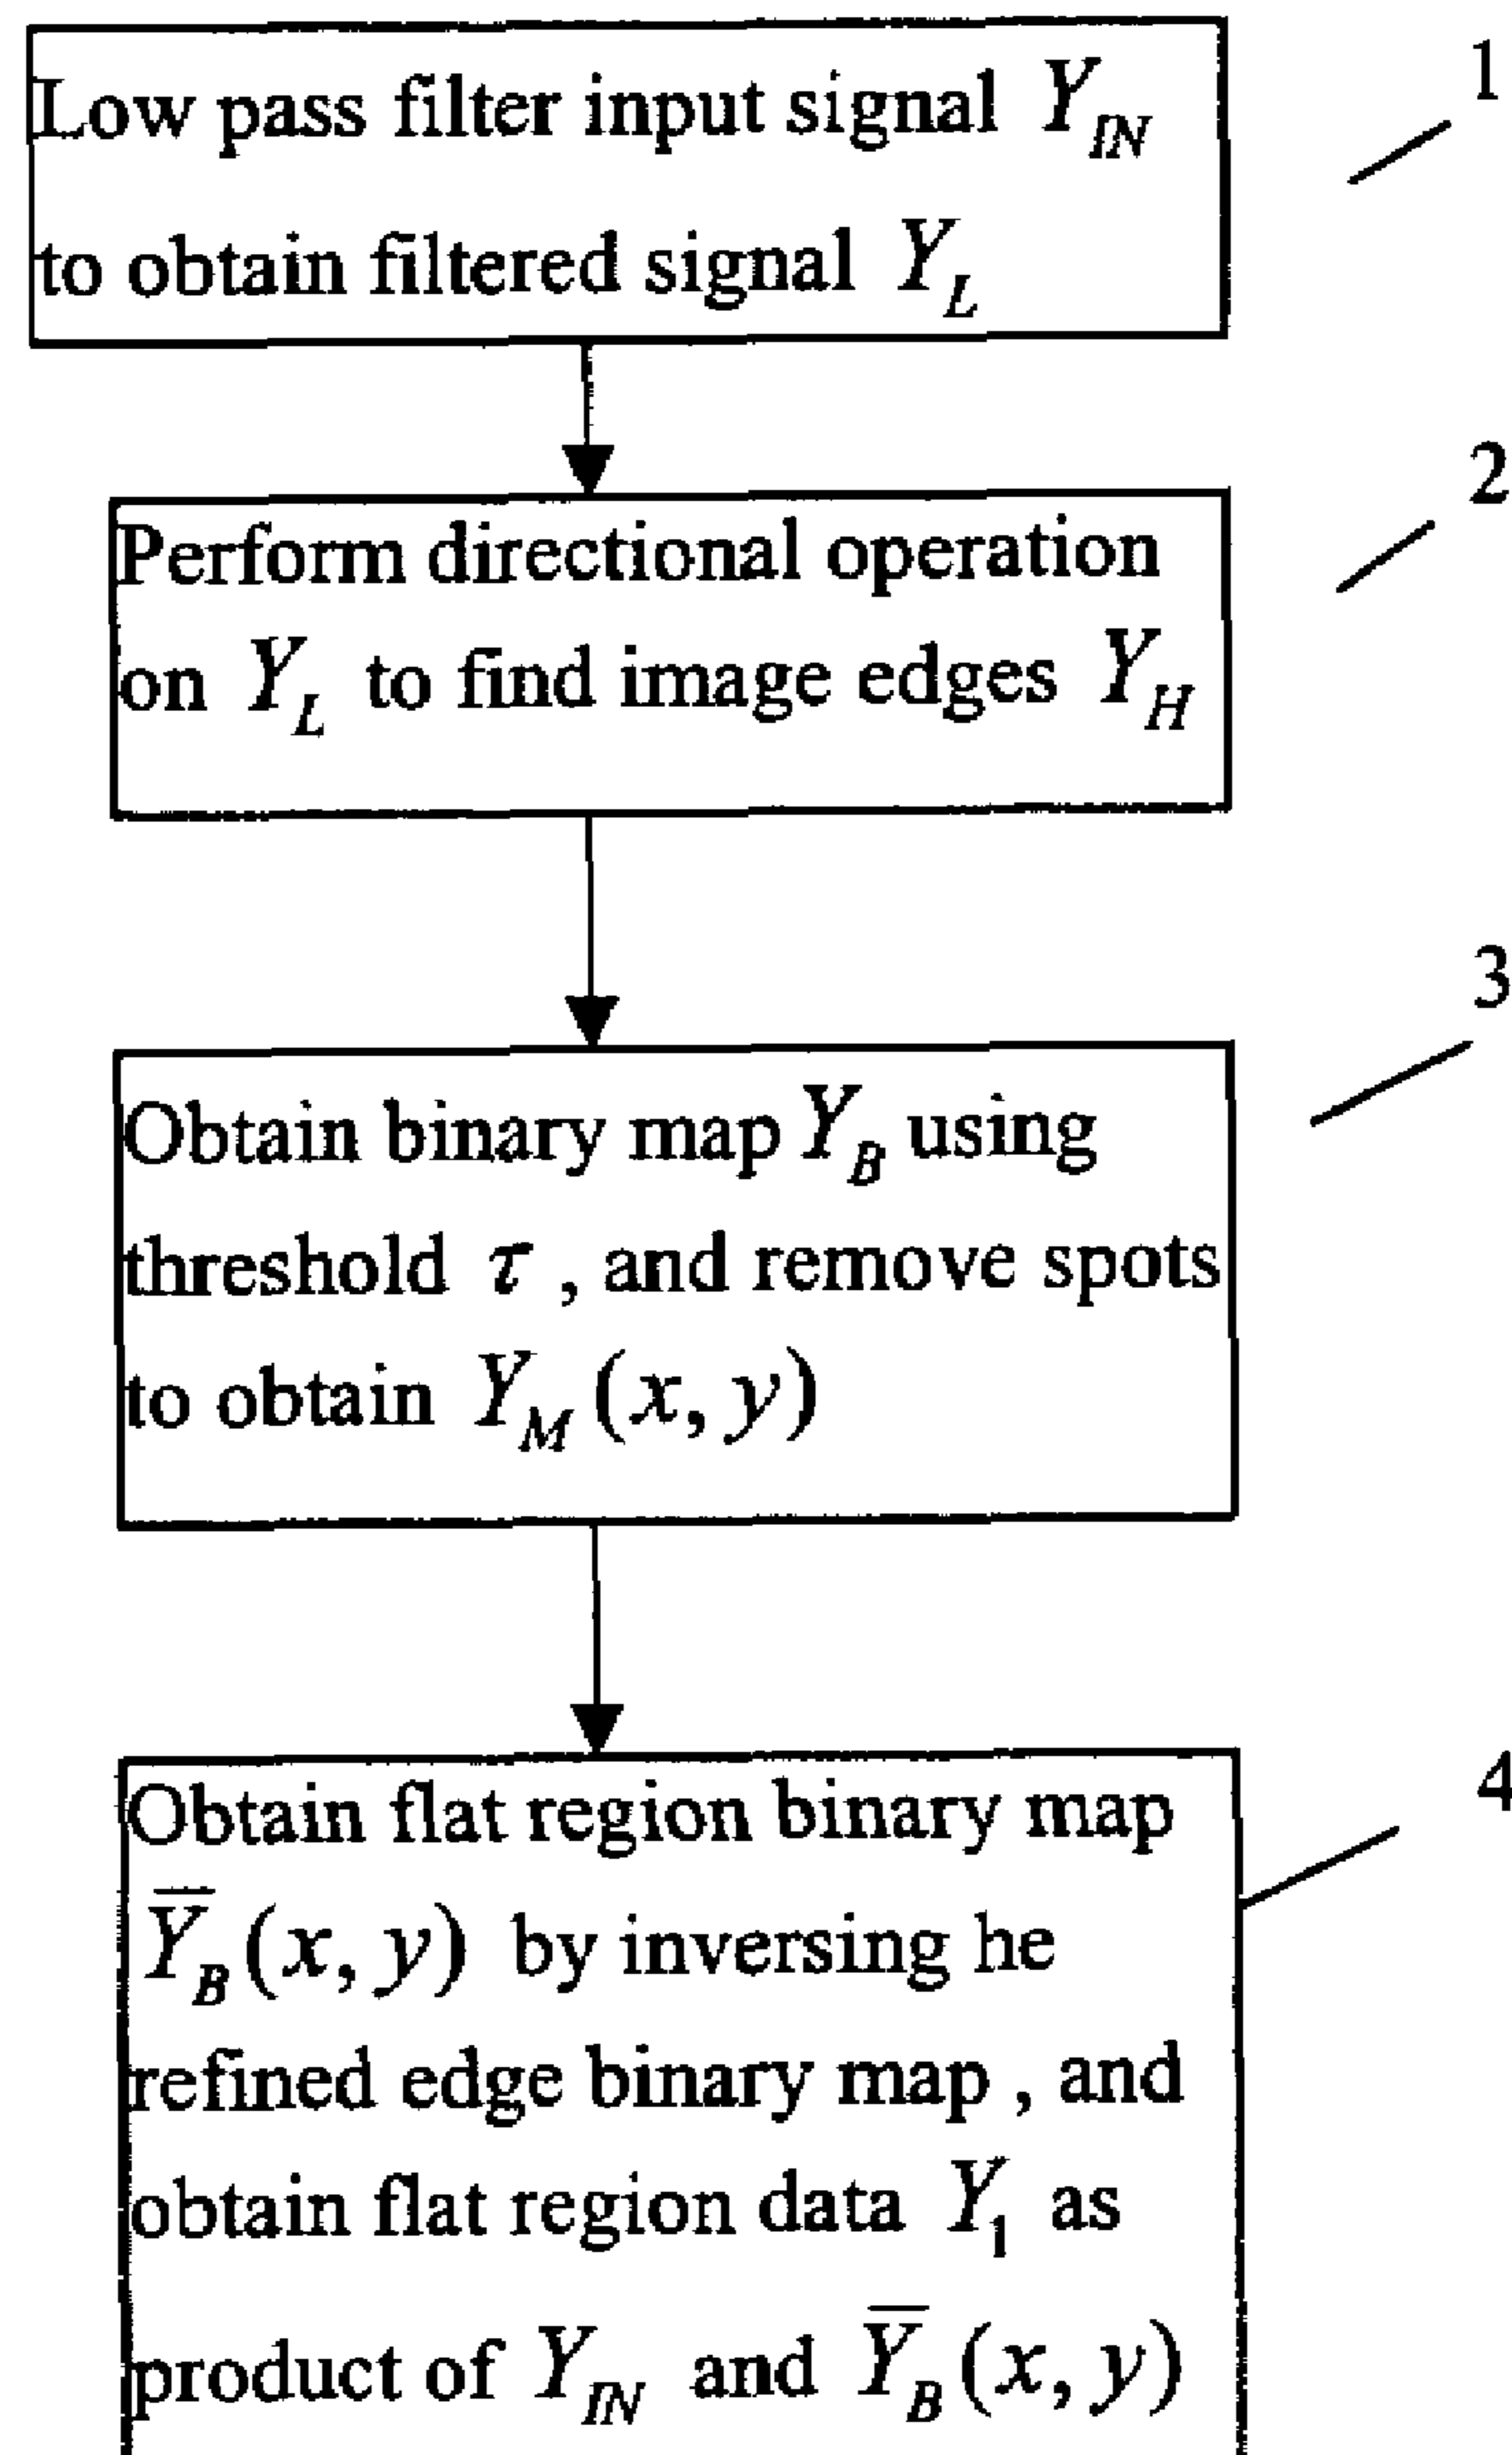 Low pass filter input signal Y_IN
1
to obtain filtered signal Y_L
2
Perform directional operation
on Y_L to find image edges Y_H
3
Obtain binary map Y_B using
threshold τ , and remove spots
to obtain Y_M (x, y)
4
Obtain flat region binary map
Y̅_B (x, y) by inversing he
refined edge binary map , and
obtain flat region data Y_1 as
product of Y_IN and Y̅_B (x, y)